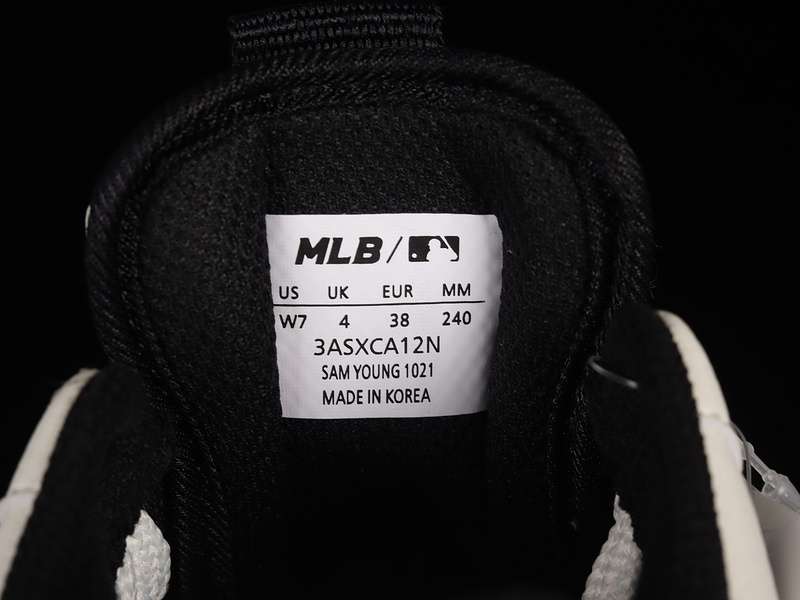 MLB /
US UK EUR MM
W7 4 38 240
3ASXCA12N
SAM YOUNG 1021
MADE IN KOREA